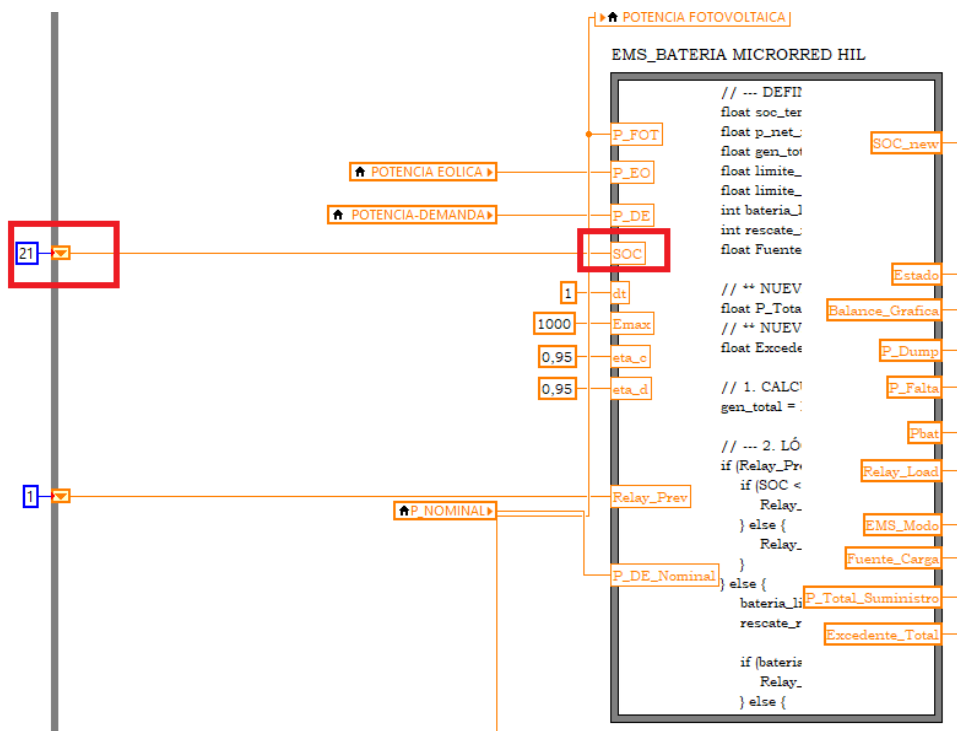 POTENCIA FOTOVOLTAICA
EMS_BATERIA MICRORRED HIL
P_FOT
POTENCIA EOLICA
P_EO
POTENCIA-DEMANDA
P_DE
21
SOC
1
dt
1000
Emax
0,95
eta_c
0,95
eta_d
1
Relay_Prev
P_NOMINAL
P_DE_Nominal
// --- DEFI
float soc_ter
float p_net_
float gen_tot
float limite_
float limite_
int bateria_l
int rescate_
float Fuente
// ** NUEV
float P_Tota
// ** NUEV
float Excede
// 1. CALC
gen_total =
// --- 2. LÓ
if (Relay_Pre
if (SOC <
Relay_
} else {
Relay_
}
} else {
bateria_li
rescate_r
if (bateria
Relay_
} else {
SOC_new
Estado
Balance_Grafica
P_Dump
P_Falta
Pbat
Relay_Load
EMS_Modo
Fuente_Carga
P_Total_Suministro
Excedente_Total